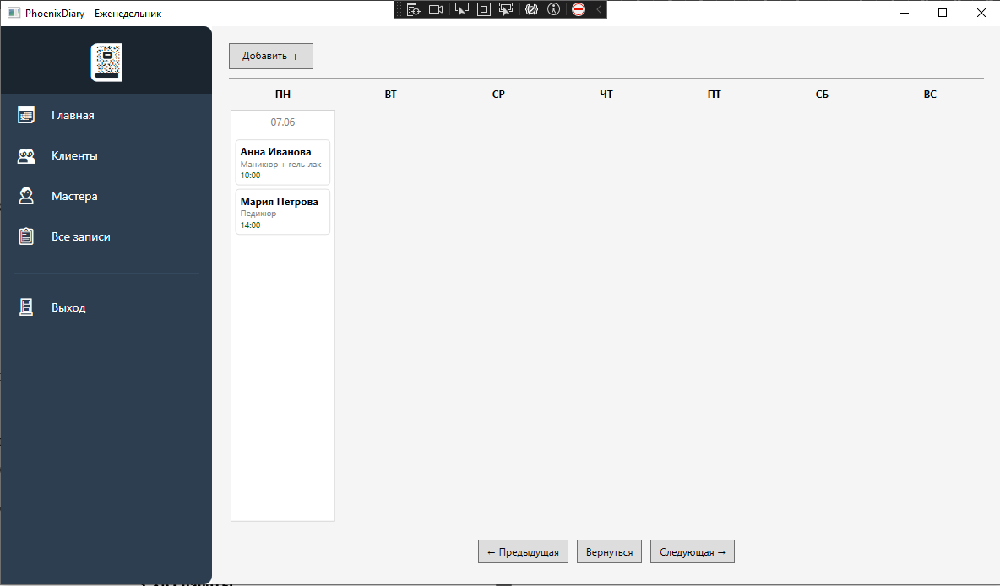 PhoenixDiary – Еженедельник
Главная
Клиенты
Мастера
Все записи
Выход
Добавить +
ПН ВТ СР ЧТ ПТ СБ ВС
07.06
Анна Иванова
Маникюр + гель-лак
10:00
Мария Петрова
Педикюр
14:00
← Предыдущая Вернуться Следующая →